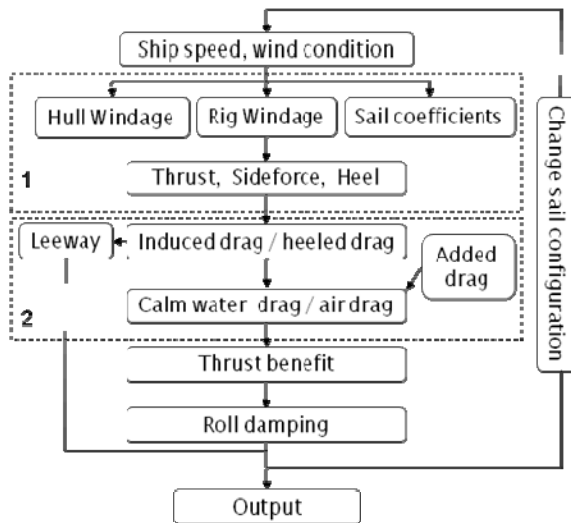 Ship speed, wind condition
Hull Windage
Rig Windage
Sail coefficients
1
Thrust, Sideforce, Heel
Leeway
Induced drag / heeled drag
Added
drag
Calm water drag / air drag
2
Thrust benefit
Roll damping
Output
Change sail configuration